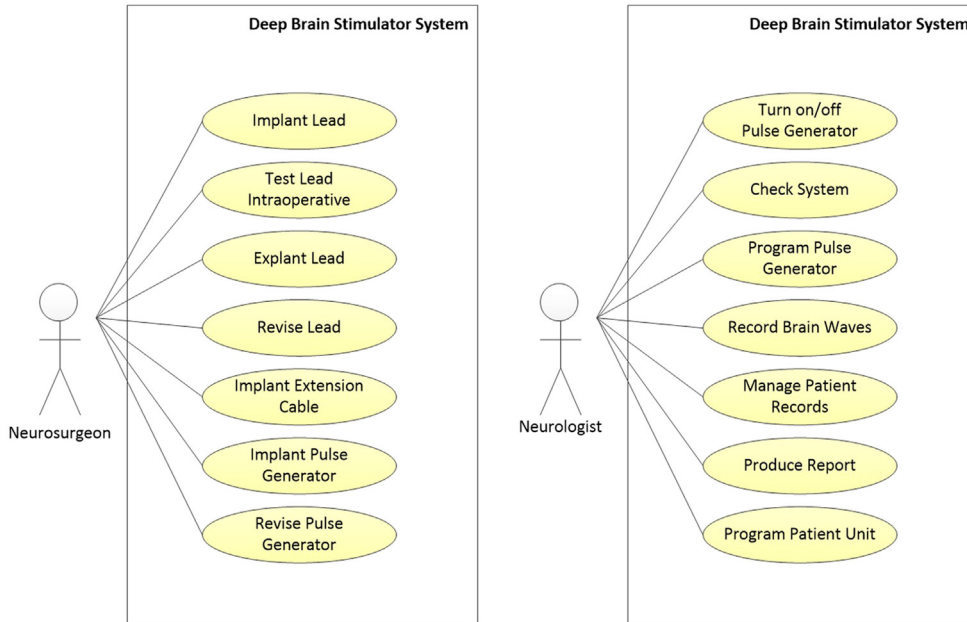 Deep Brain Stimulator System
Implant Lead
Test Lead
Intraoperative
Explant Lead
Revise Lead
Implant Extension
Cable
Implant Pulse
Generator
Revise Pulse
Generator
Neurosurgeon
Deep Brain Stimulator System
Turn on/off
Pulse Generator
Check System
Program Pulse
Generator
Record Brain Waves
Manage Patient
Records
Produce Report
Program Patient Unit
Neurologist